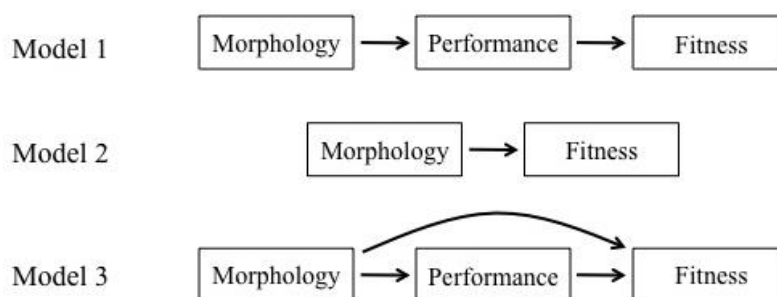 Model 1 Morphology Performance Fitness
Model 2 Morphology Fitness
Model 3 Morphology Performance Fitness